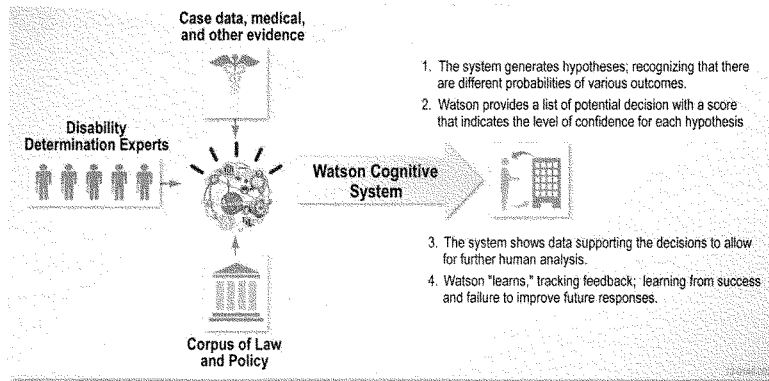 Case data, medical,
and other evidence
Disability
Determination Experts
Watson Cognitive
System
Corpus of Law
and Policy
1. The system generates hypotheses; recognizing that there
are different probabilities of various outcomes.
2. Watson provides a list of potential decision with a score
that indicates the level of confidence for each hypothesis
3. The system shows data supporting the decisions to allow
for further human analysis.
4. Watson "learns," tracking feedback; learning from success
and failure to improve future responses.